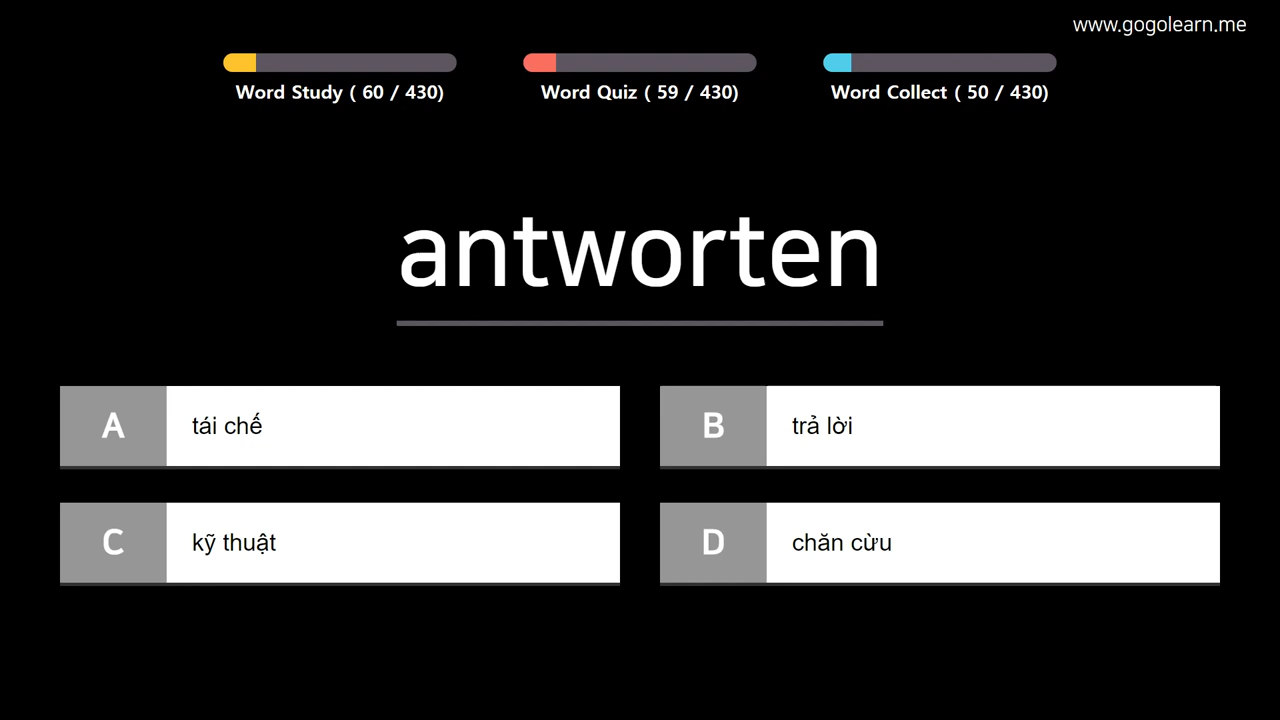 www.gogolearn.me
Word Study ( 60 / 430)
Word Quiz ( 59 / 430)
Word Collect ( 50 / 430)
antworten
A tái chế
B trả lời
C kỹ thuật
D chăn cừu